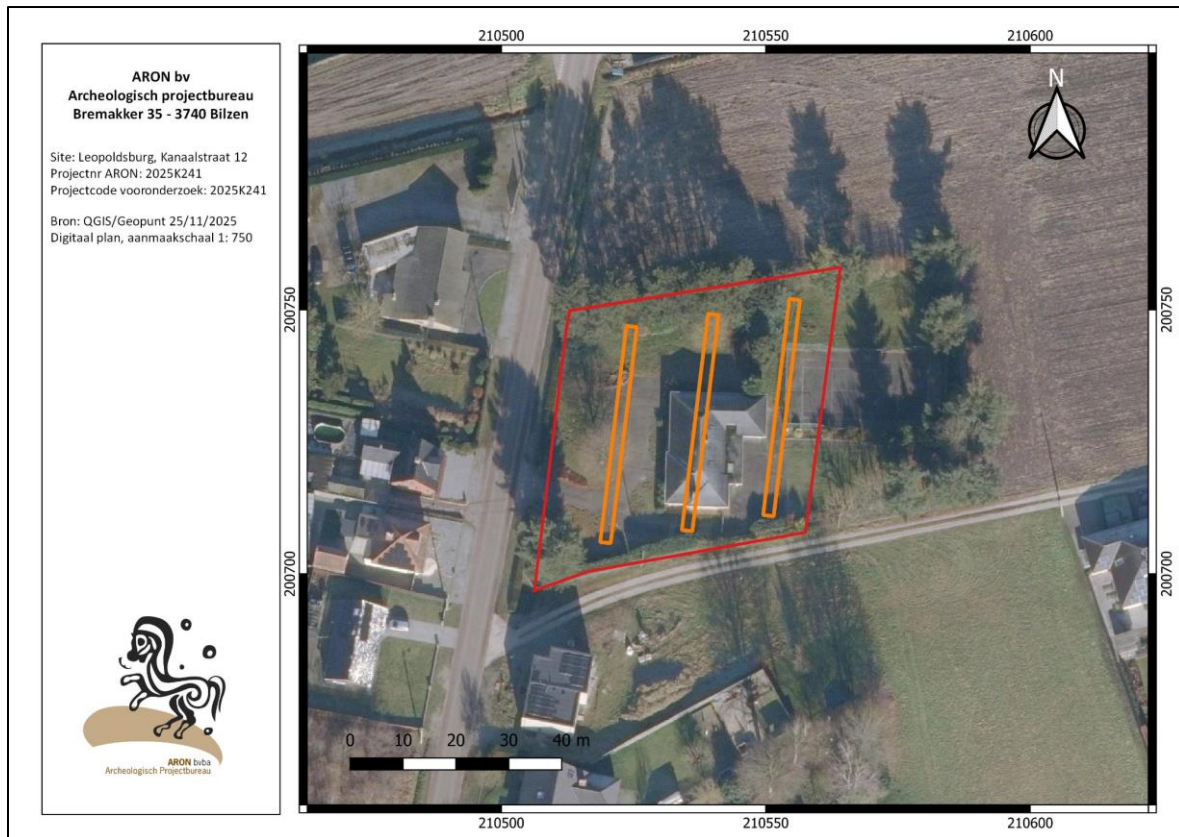 ARON bv
Archeologisch projectbureau
Bremakker 35 - 3740 Bilzen
Site: Leopoldsburg, Kanaalstraat 12
Projectnr ARON: 2025K241
Projectcode vooronderzoek: 2025K241
Bron: QGIS/Geopunt 25/11/2025
Digitaal plan, aanmaakschaal 1: 750
ARON bvba
Archeologisch Projectbureau
210500 210550 210600
N
200750 200750
200700 200700
0 10 20 30 40 m
210500 210550 210600